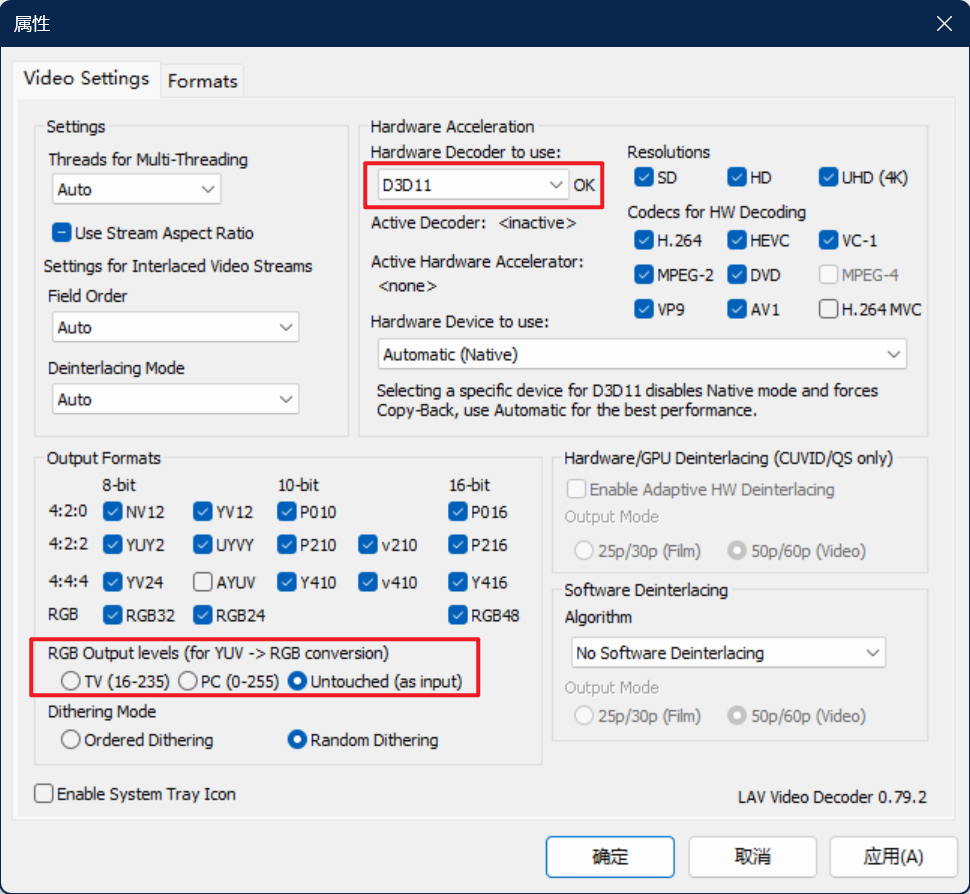 属性
Video Settings
Formats
Settings
Threads for Multi-Threading
Auto
Use Stream Aspect Ratio
Settings for Interlaced Video Streams
Field Order
Auto
Deinterlacing Mode
Auto
Hardware Acceleration
Hardware Decoder to use:
D3D11 OK
Active Decoder: <inactive>
Active Hardware Accelerator:
<none>
Hardware Device to use:
Automatic (Native)
Selecting a specific device for D3D11 disables Native mode and forces
Copy-Back, use Automatic for the best performance.
Resolutions
SD HD UHD (4K)
Codecs for HW Decoding
H.264 HEVC VC-1
MPEG-2 DVD MPEG-4
VP9 AV1 H.264 MVC
Output Formats
8-bit 10-bit 16-bit
4:2:0 NV12 YV12 P010 P016
4:2:2 YUY2 UYVY P210 v210 P216
4:4:4 YV24 AYUV Y410 v410 Y416
RGB RGB32 RGB24 RGB48
RGB Output levels (for YUV -> RGB conversion)
TV (16-235) PC (0-255) Untouched (as input)
Dithering Mode
Ordered Dithering Random Dithering
Hardware/GPU Deinterlacing (CUVID/QS only)
Enable Adaptive HW Deinterlacing
Output Mode
25p/30p (Film) 50p/60p (Video)
Software Deinterlacing
Algorithm
No Software Deinterlacing
Output Mode
25p/30p (Film) 50p/60p (Video)
Enable System Tray Icon
LAV Video Decoder 0.79.2
确定 取消 应用(A)